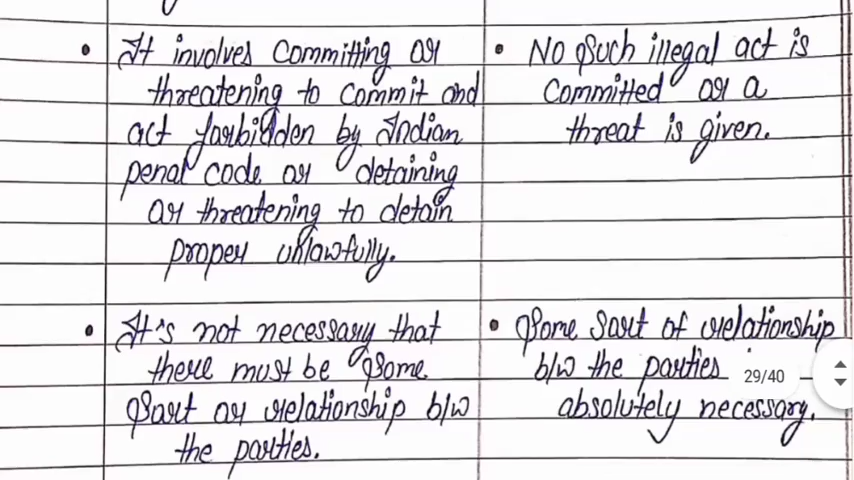 It involves Committing or
threatening to commit and
act forbidden by Indian
penal code or detaining
or threatening to detain
proper unlawfully.
It's not necessary that
there must be some
sart or relationship b/w
the parties.
No such illegal act is
committed or a
threat is given.
Some sort of relationship
b/w the parties
absolutely necessary.
29/40